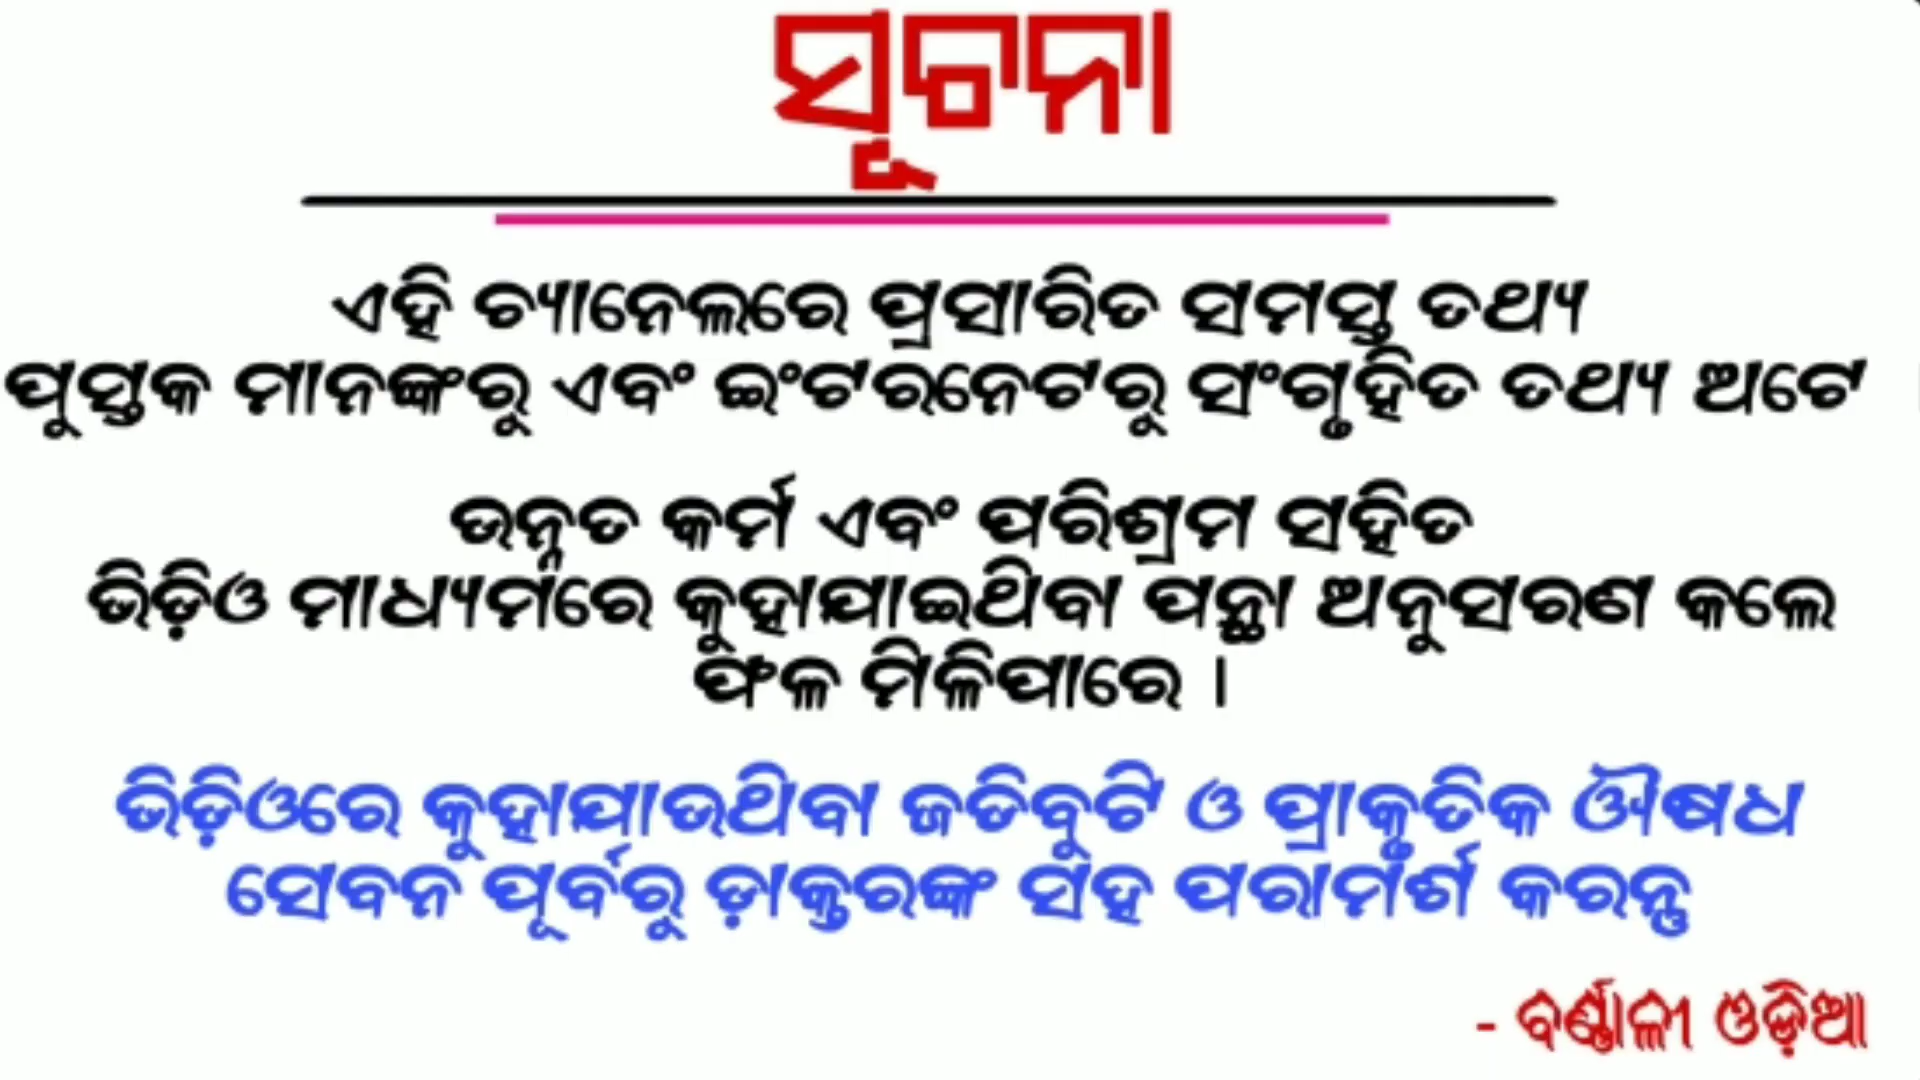 ସୂଚନା
ଏହି ଚ୍ୟାନେଲରେ ପ୍ରସାରିତ ସମସ୍ତ ତଥ୍ୟ
ପୁସ୍ତକ ମାନଙ୍କରୁ ଏବଂ ଇଂଟରନେଟରୁ ସଂଗୃହିତ ତଥ୍ୟ ଅଟେ ।
ଉନ୍ନତ କର୍ମ ଏବଂ ପରିଶ୍ରମ ସହିତ
ଭିଡ଼ିଓ ମାଧ୍ୟମରେ କୁହାଯାଇଥିବା ପନ୍ଥା ଅନୁସରଣ କଲେ
ଫଳ ମିଳିପାରେ ।
ଭିଡ଼ିଓରେ କୁହାଯାଉଥିବା ଜଡିବୁଟି ଓ ପ୍ରାକୃତିକ ଔଷଧ
ସେବନ ପୂର୍ବରୁ ଡ଼ାକ୍ତରଙ୍କ ସହ ପରାମର୍ଶ କରନ୍ତୁ
- ବର୍ଣ୍ଣାଳୀ ଓଡ଼ିଆ